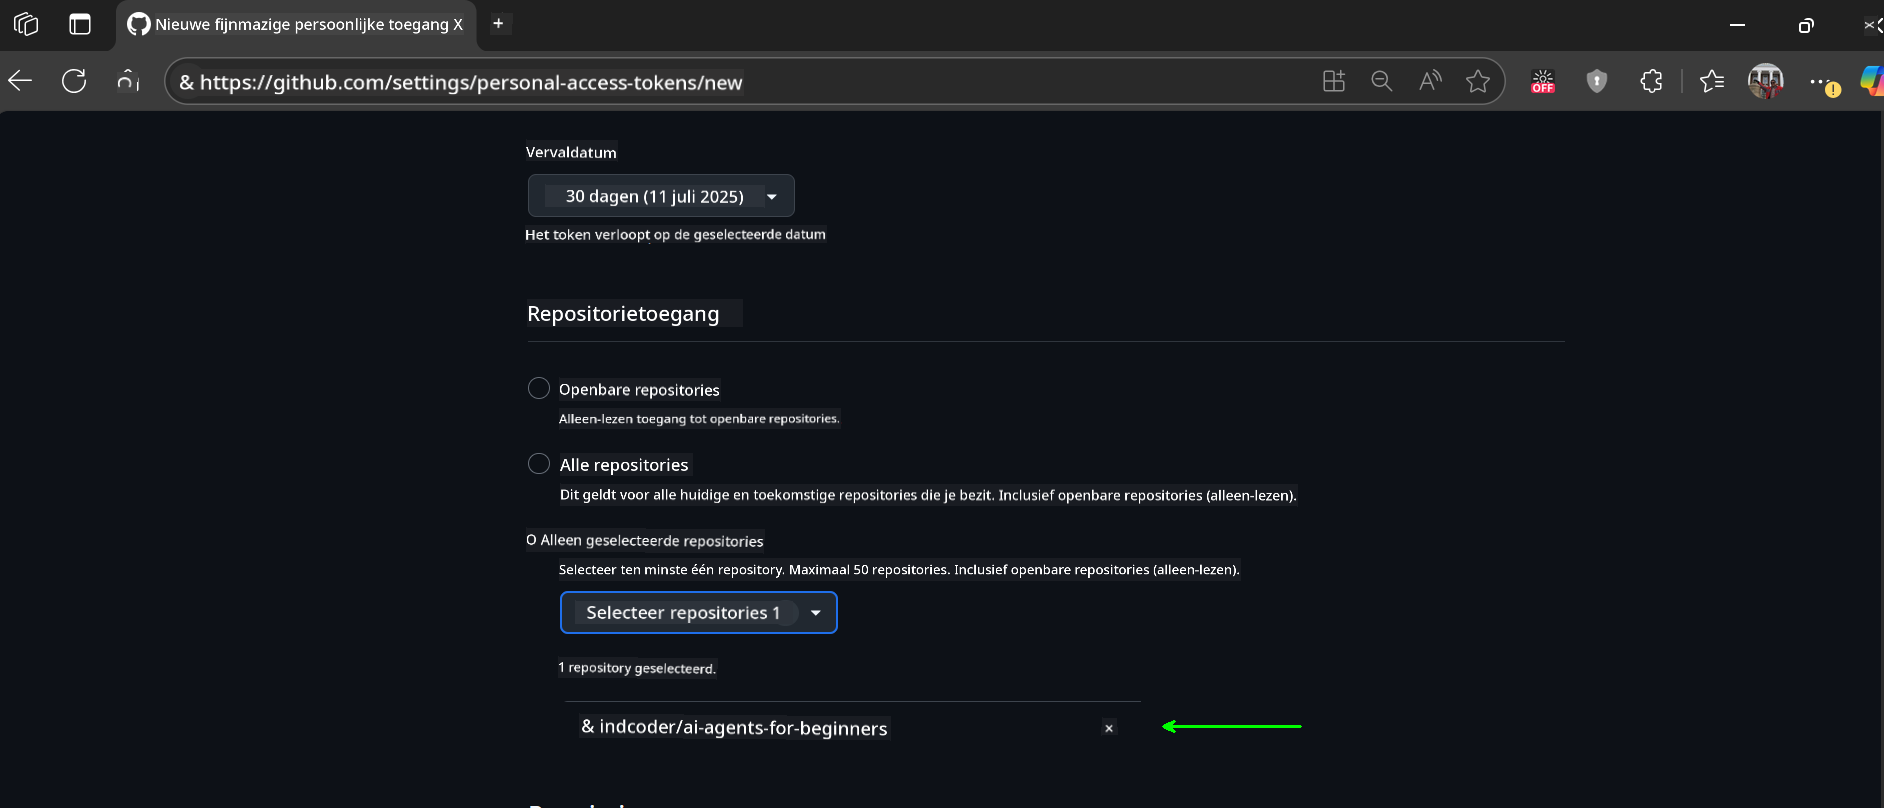 Nieuwe fijnmazige persoonlijke toegang X
+
& https://github.com/settings/personal-access-tokens/new
OFF
Vervaldatum
30 dagen (11 juli 2025)
Het token verloopt op de geselecteerde datum
Repositorietoegang
Openbare repositories
Alleen-lezen toegang tot openbare repositories.
Alle repositories
Dit geldt voor alle huidige en toekomstige repositories die je bezit. Inclusief openbare repositories (alleen-lezen).
O Alleen geselecteerde repositories
Selecteer ten minste één repository. Maximaal 50 repositories. Inclusief openbare repositories (alleen-lezen).
Selecteer repositories 1
1 repository geselecteerd.
& indcoder/ai-agents-for-beginners
×